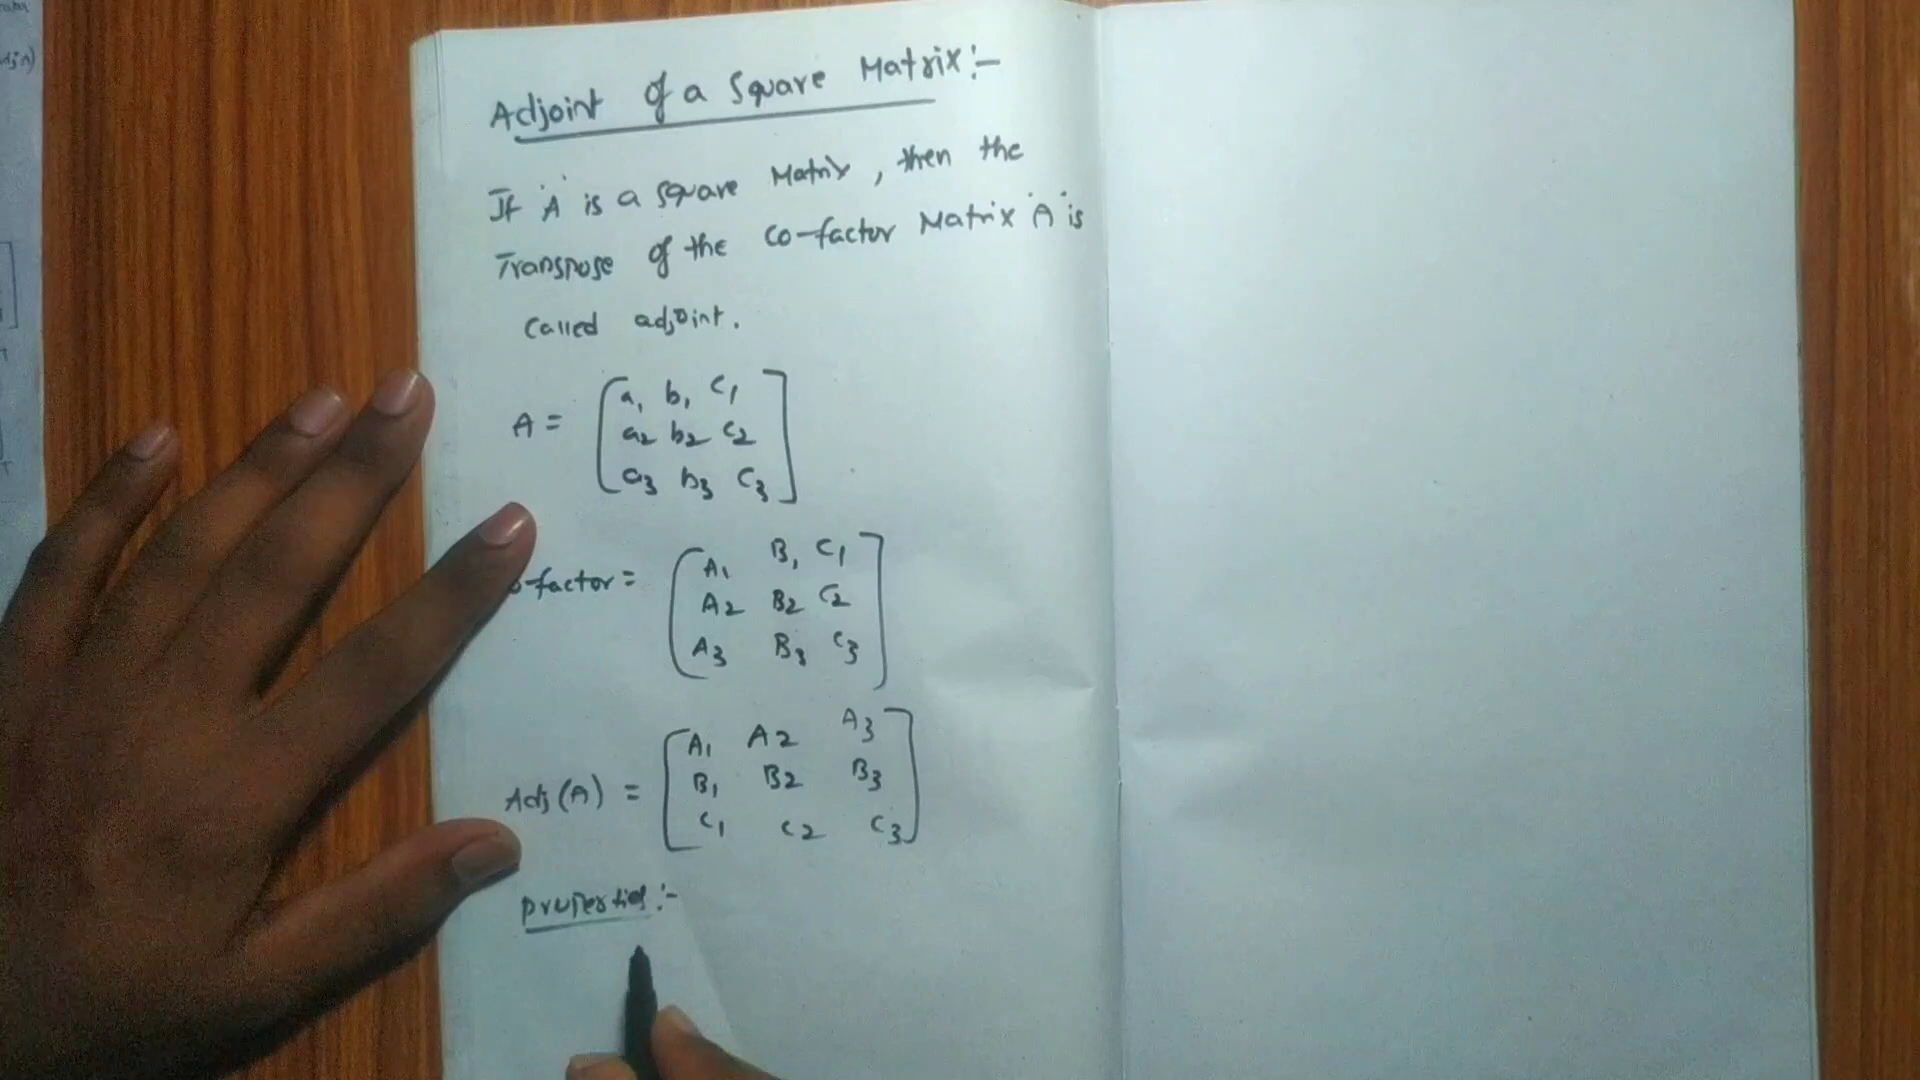 Adjoint of a Square Matrix :-
If 'A' is a square Matrix, then the
Transpose of the co-factor Matrix 'A' is
called adjoint.
A = [a1 b1 c1
a2 b2 c2
a3 b3 c3]
o-factor = [A1 B1 C1
A2 B2 C2
A3 B3 C3]
Adj (A) = [A1 A2 A3
B1 B2 B3
C1 C2 C3]
Properties :-